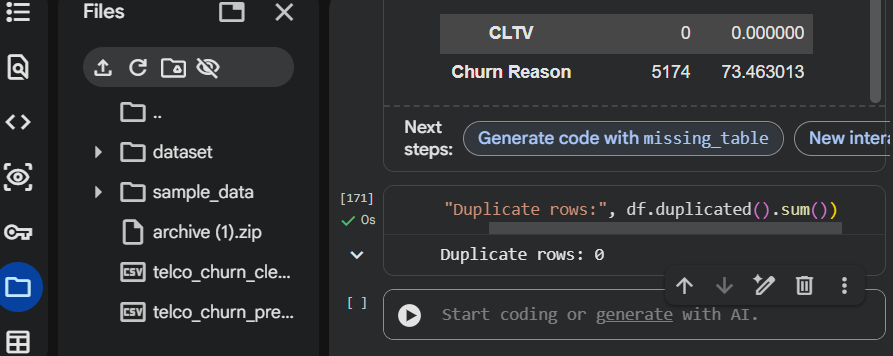 Files
..
dataset
sample_data
archive (1).zip
telco_churn_cle...
telco_churn_pre...
CLTV 0 0.000000
Churn Reason 5174 73.463013
Next steps: Generate code with missing_table New intera
[171] "Duplicate rows:", df.duplicated().sum())
0s
Duplicate rows: 0
[ ] Start coding or generate with AI.